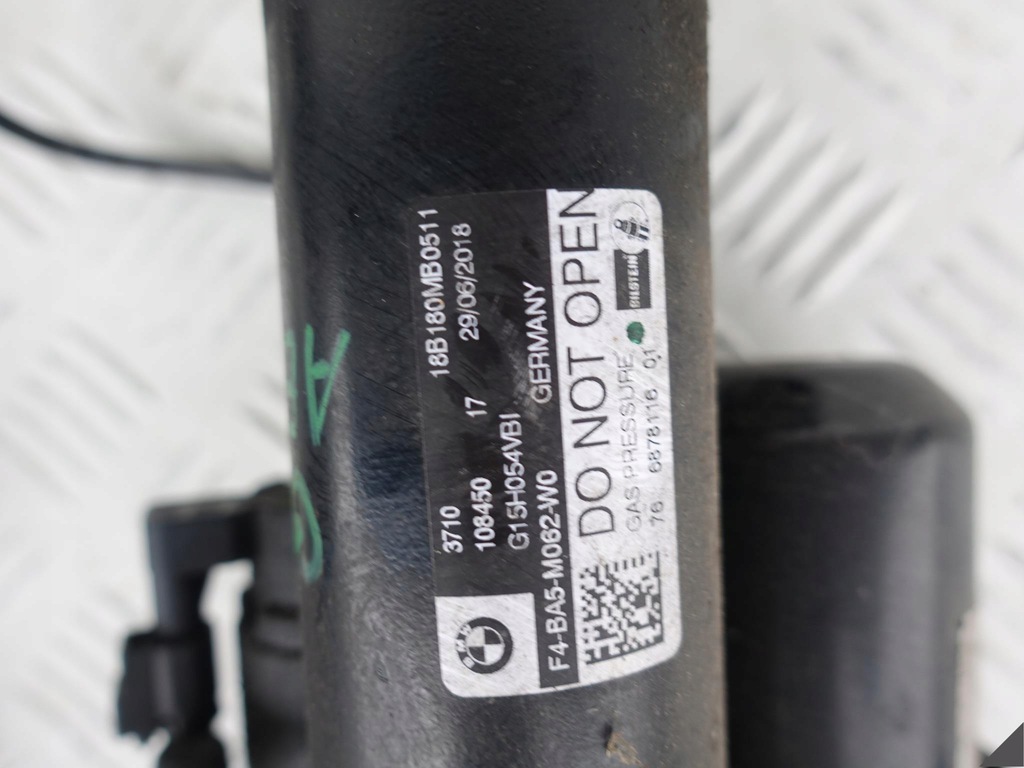 3710 18B180MB0511
108450 17 29/06/2018
G15H054VBI
F4-BA5-M062-W0 GERMANY
DO NOT OPEN
GAS PRESSURE
76 6878116 01
BILSTEIN
BMW